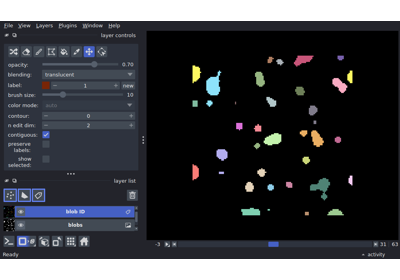 File View Layers Plugins Window Help
layer controls
opacity: 0.70
blending: translucent
label: 1 new
brush size: 10
color mode: auto
contour: 0
n edit dim: 2
contiguous:
preserve labels:
show selected:
layer list
blob ID
blobs
-3 31 63
Ready activity